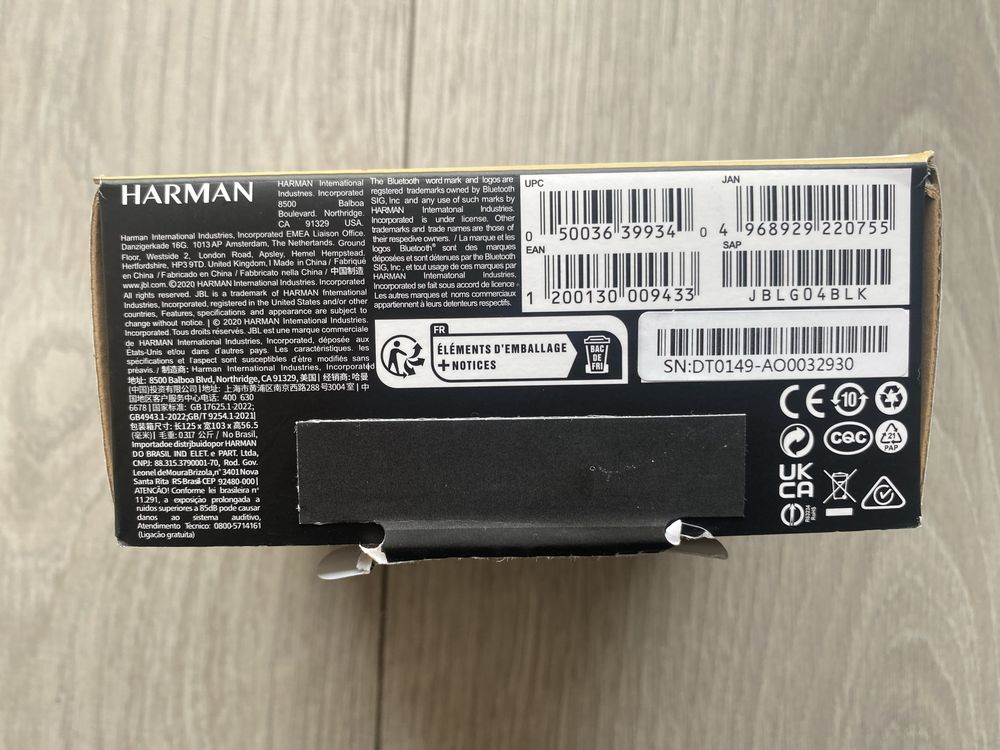 HARMAN
HARMAN International
Industnes. Incorporated
8500 Balboa
Boulevard. Northridge.
CA 91329 USA.
Harman International Industries, Incorporated EMEA Liaison Office,
Danzigerkade 16G. 1013 AP Amsterdam, The Netherlands. Ground
Floor, Westside 2, London Road, Apsley, Hemel Hempstead,
Hertfordshire, HP3 9TD. United Kingdom, I Made in China / Fabriqué
en China / Fabricado en China / Fabbricato nella China / 中国制造
www.jbl.com. ©2020 HARMAN International Industries, Incorporated
All rights reserved. JBL is a trademark of HARMAN International
Industries, Incorporated, registered in the United States and/or other
countries, Features, specifications and appearance are subject to
change without notice. | © 2020 HARMAN International Industries.
Incorporated. Tous droits réservés. JBL est une marque commerciale
de HARMAN International Industries, Incorporated, déposée aux
États-Unis et/ou dans d'autres pays. Les caractéristiques. les
spécifications et l'aspect sont susceptibles d'être modifiés sans
préavis. / 制造商: Harman International Industries, Incorporatd
地址: 8500 Balboa Blvd, Northridge, CA 91329, 美国 | 经销商: 哈曼
(中国)投资有限公司 | 地址: 上海市黄浦区南京西路288号3004室 | 中
国地区客户服务中心电话: 400 630
6678 | 国家标准: GB 17625.1-2022;
GB4943.1-2022;GB/T 9254.1-2021|
包装箱尺寸: 长125 x 宽103 x 高56.5
(毫米) | 毛重: 0.317 公斤 / No Brasil,
Importadoe distrjbuidopor HARMAN
DO BRASIL IND ELET. e PART. Ltda,
CNPJ: 88.315.3790001-70, Rod. Gov.
Leonel deMouraBrizola,n° 3401 Nova
Santa Rita RS-Brasil-CEP 92480-000 |
ATENÇÃO! Conforme lei brasileira n°
11.291, a exposição prolongada a
ruidos superiores a 85dB pode causar
danos ao sistema auditivo,
Atendimento Técnico: 0800-5714161
(Ligação gratuita)
The Bluetooth word mark and logos are
registered trademarks owned by Bluetooth
SIG, Inc and any use of such marks by
HARMAN Internatonal Industries.
Incorporated is under license. Other
trademarks and trade names are those of
their respedive owners. / La marque et les
logos Bluetooth® sont des marques
déposées et sont détenues par the Bluetooth
SIG, Inc., et tout usage de ces marques par
HARMAN International Industries,
Incorporated se fait sous accord de licence .
Les autres marques et noms commerciaux
appartiennent à leurs detenteurs respectifs.
UPC
0 50036 39934 0
JAN
4 968929 220755
EAN
1 200130 009433
SAP
JBLGO4BLK
FR
ÉLÉMENTS D'EMBALLAGE
+ NOTICES
BAC
DE
FRI
SN:DT0149-AO0032930
CE
10
CQC
21
PAP
UK
CA
R63234
RoHS